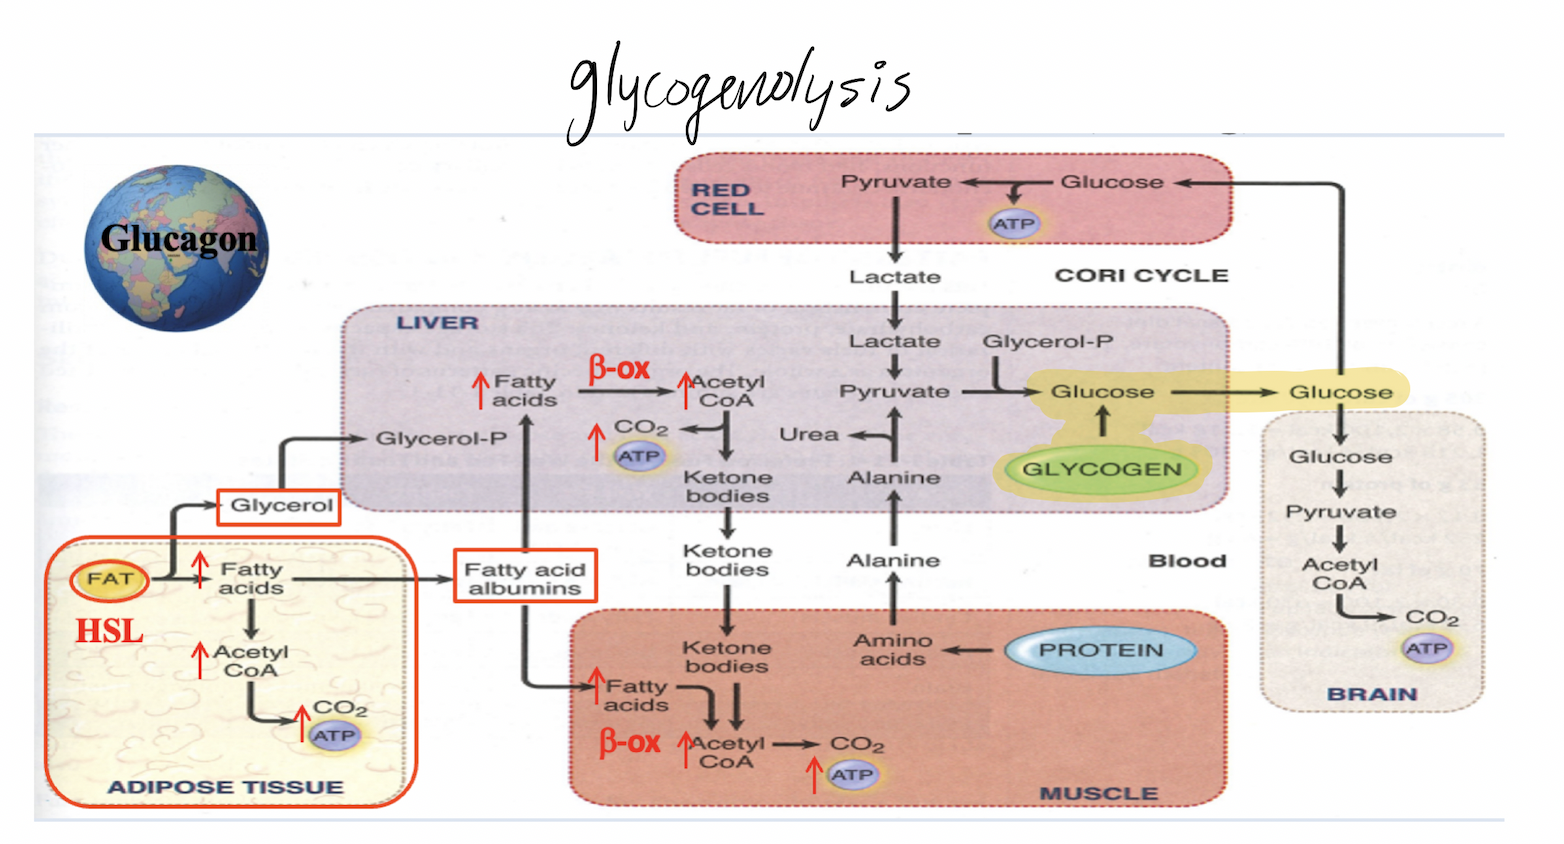 glycogenolysis
Glucagon
RED
CELL
Pyruvate
Glucose
ATP
Lactate
CORI CYCLE
LIVER
Lactate
Glycerol-P
β-ox
Fatty
acids
Acetyl
CoA
Pyruvate
Glucose
Glucose
CO2
ATP
Urea
Glycerol-P
GLYCOGEN
Ketone
bodies
Alanine
Glucose
Pyruvate
Acetyl
CoA
CO2
ATP
BRAIN
Glycerol
FAT
HSL
Fatty
acids
Fatty acid
albumins
Ketone
bodies
Alanine
Blood
Acetyl
CoA
CO2
ATP
ADIPOSE TISSUE
Ketone
bodies
Amino
acids
PROTEIN
Fatty
acids
β-ox
Acetyl
CoA
CO2
ATP
MUSCLE